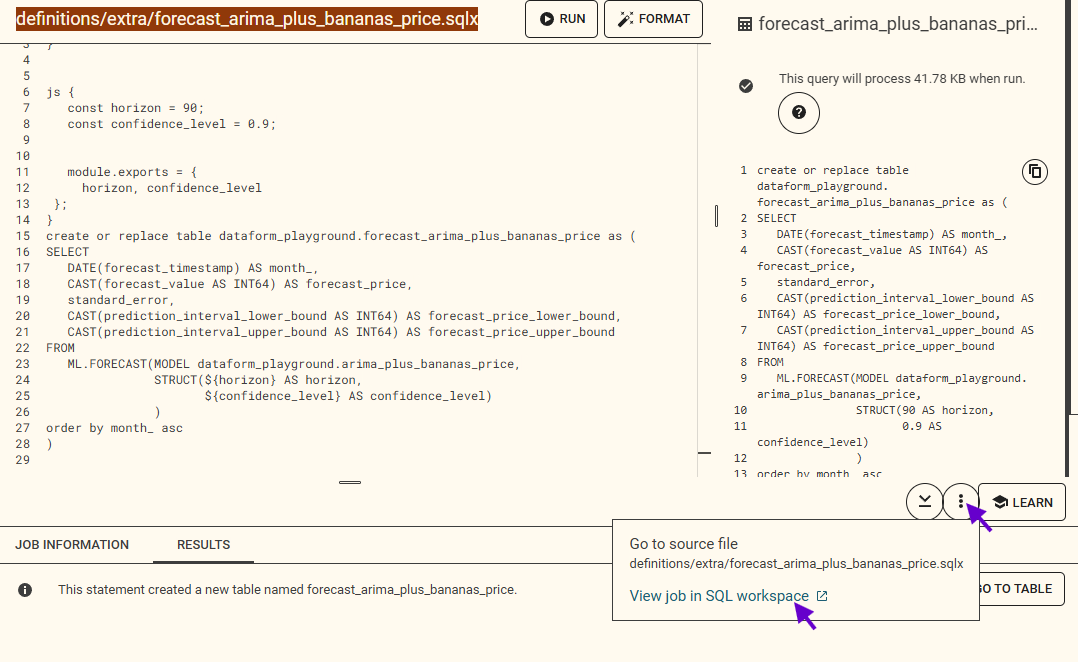 definitions/extra/forecast_arima_plus_bananas_price.sqlx
RUN
FORMAT
3 }
4
5
6 js {
7 const horizon = 90;
8 const confidence_level = 0.9;
9
10
11 module.exports = {
12 horizon, confidence_level
13 };
14 }
15 create or replace table dataform_playground.forecast_arima_plus_bananas_price as (
16 SELECT
17 DATE(forecast_timestamp) AS month_,
18 CAST(forecast_value AS INT64) AS forecast_price,
19 standard_error,
20 CAST(prediction_interval_lower_bound AS INT64) AS forecast_price_lower_bound,
21 CAST(prediction_interval_upper_bound AS INT64) AS forecast_price_upper_bound
22 FROM
23 ML.FORECAST(MODEL dataform_playground.arima_plus_bananas_price,
24 STRUCT(${horizon} AS horizon,
25 ${confidence_level} AS confidence_level)
26 )
27 order by month_ asc
28 )
29
forecast_arima_plus_bananas_pri...
This query will process 41.78 KB when run.
?
1 create or replace table
dataform_playground.
forecast_arima_plus_bananas_price as (
2 SELECT
3 DATE(forecast_timestamp) AS month_,
4 CAST(forecast_value AS INT64) AS
forecast_price,
5 standard_error,
6 CAST(prediction_interval_lower_bound AS
INT64) AS forecast_price_lower_bound,
7 CAST(prediction_interval_upper_bound AS
INT64) AS forecast_price_upper_bound
8 FROM
9 ML.FORECAST(MODEL dataform_playground.
arima_plus_bananas_price,
10 STRUCT(90 AS horizon,
11 0.9 AS
confidence_level)
12 )
13 order by month_ asc
LEARN
JOB INFORMATION
RESULTS
Go to source file
definitions/extra/forecast_arima_plus_bananas_price.sqlx
View job in SQL workspace
This statement created a new table named forecast_arima_plus_bananas_price.
GO TO TABLE